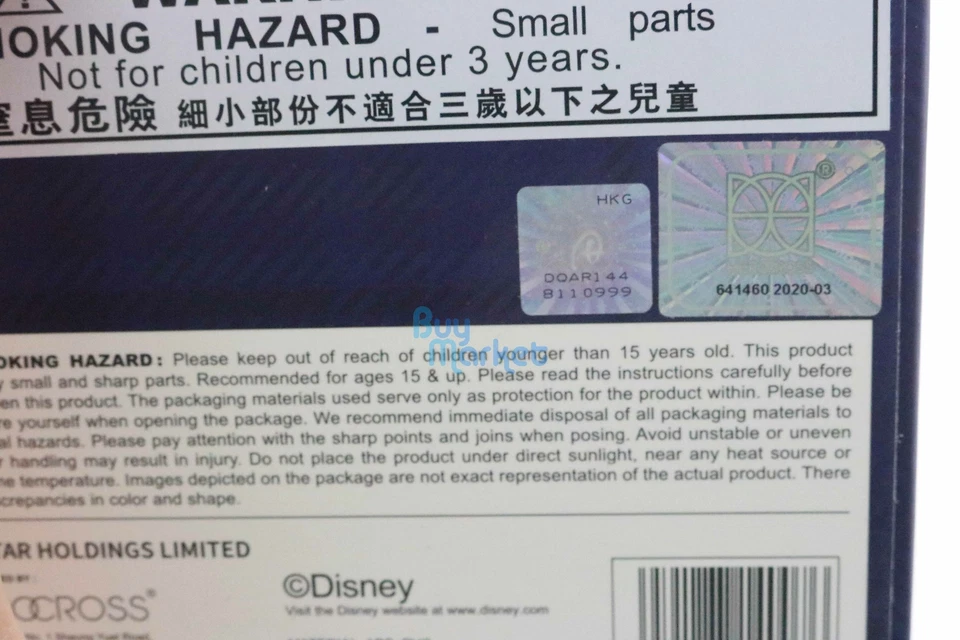 HAZARD - Small parts
Not for children under 3 years.
窒息危險 細小部份不適合三歲以下之兒童
HKG
DQAR144
8110999
®
641460 2020-03
Buy
Market
OKING HAZARD: Please keep out of reach of children younger than 15 years old. This product
y small and sharp parts. Recommended for ages 15 & up. Please read the instructions carefully before
en this product. The packaging materials used serve only as protection for the product within. Please be
re yourself when opening the package. We recommend immediate disposal of all packaging materials to
al hazards. Please pay attention with the sharp points and joins when posing. Avoid unstable or uneven
r handling may result in injury. Do not place the product under direct sunlight, near any heat source or
me temperature. Images depicted on the package are not exact representation of the actual product. There
crepancies in color and shape.
TAR HOLDINGS LIMITED
©Disney
Visit the Disney website at www.disney.com
CROSS®